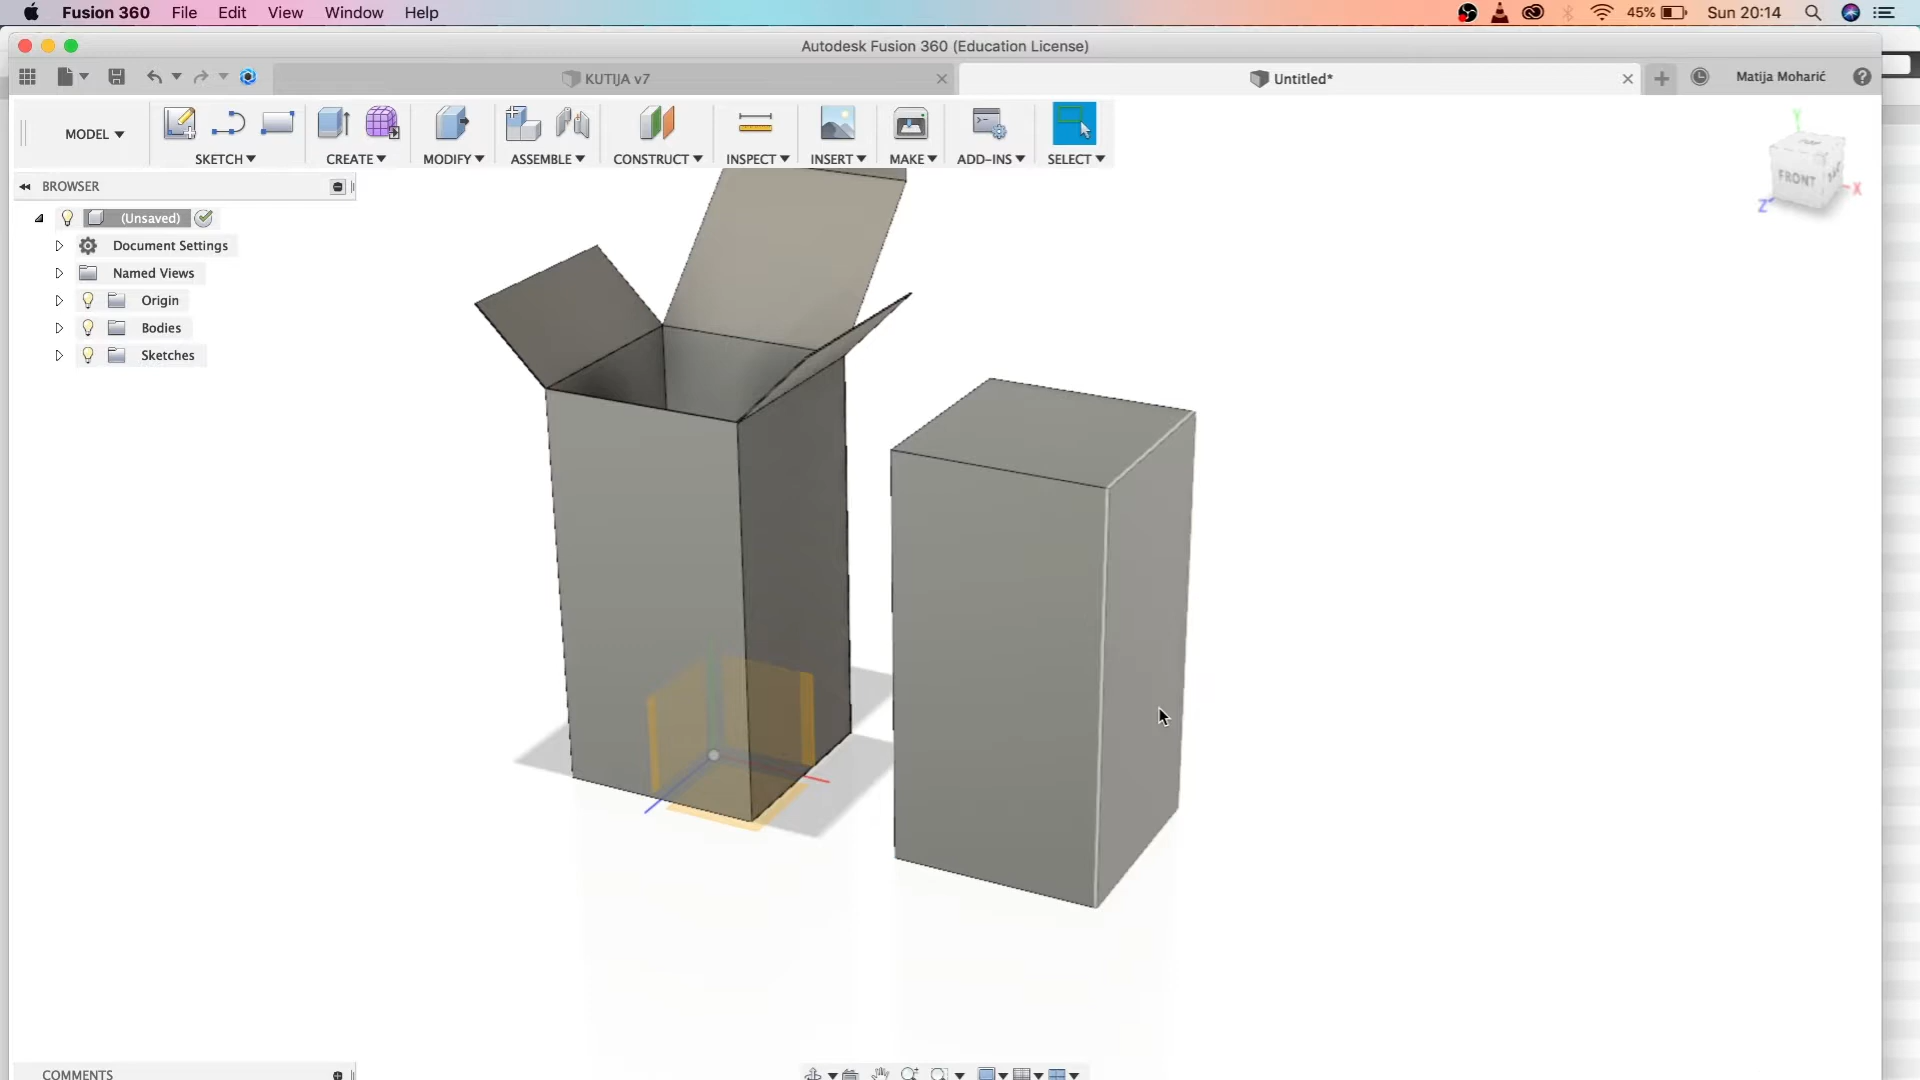 Fusion 360 File Edit View Window Help 45% Sun 20:14
Autodesk Fusion 360 (Education License)
KUTIJA v7 Untitled* Matija Moharić
MODEL SKETCH CREATE MODIFY ASSEMBLE CONSTRUCT INSPECT INSERT MAKE ADD-INS SELECT
BROWSER
(Unsaved)
Document Settings
Named Views
Origin
Bodies
Sketches
Y
FRONT
X
Z
COMMENTS